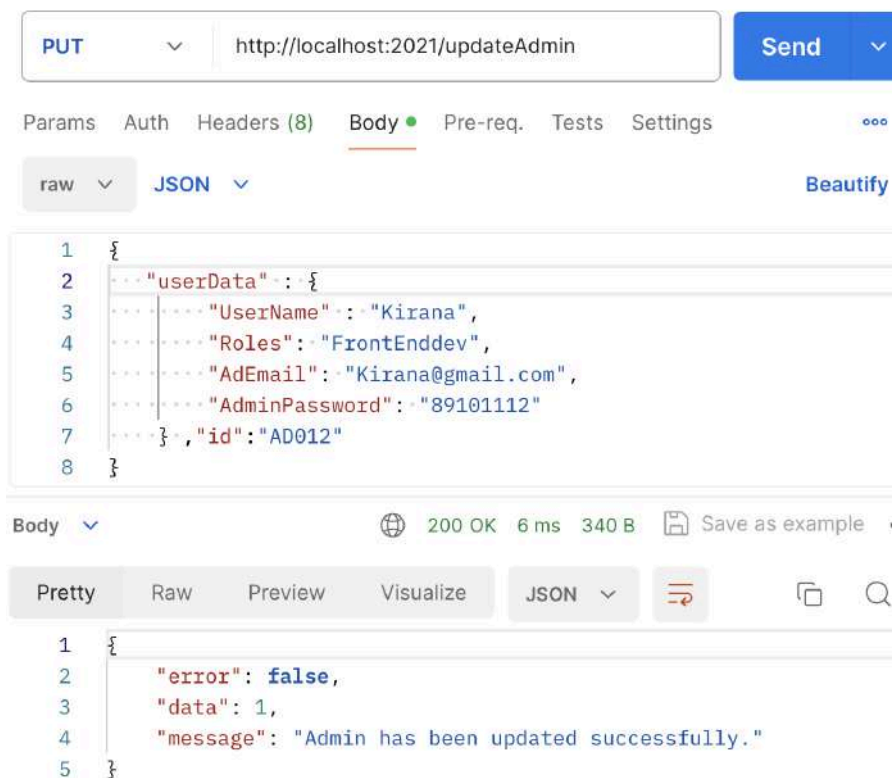 PUT http://localhost:2021/updateAdmin Send
Params Auth Headers (8) Body Pre-req. Tests Settings
raw JSON Beautify
1 {
2 "userData" : {
3 "UserName" : "Kirana",
4 "Roles": "FrontEnddev",
5 "AdEmail": "Kirana@gmail.com",
6 "AdminPassword": "89101112"
7 } ,"id":"AD012"
8 }
Body 200 OK 6 ms 340 B Save as example
Pretty Raw Preview Visualize JSON
1 {
2 "error": false,
3 "data": 1,
4 "message": "Admin has been updated successfully."
5 }